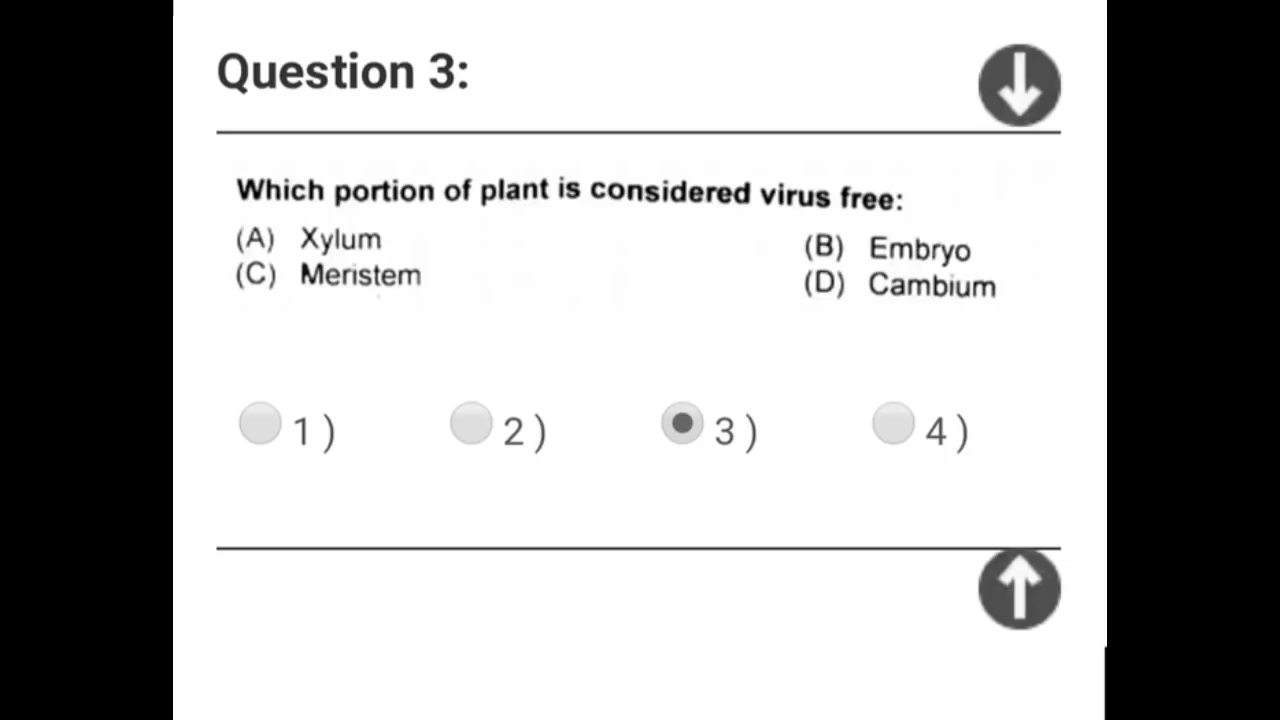 Question 3:
Which portion of plant is considered virus free:
(A) Xylum (B) Embryo
(C) Meristem (D) Cambium
1 ) 2 ) 3 ) 4 )